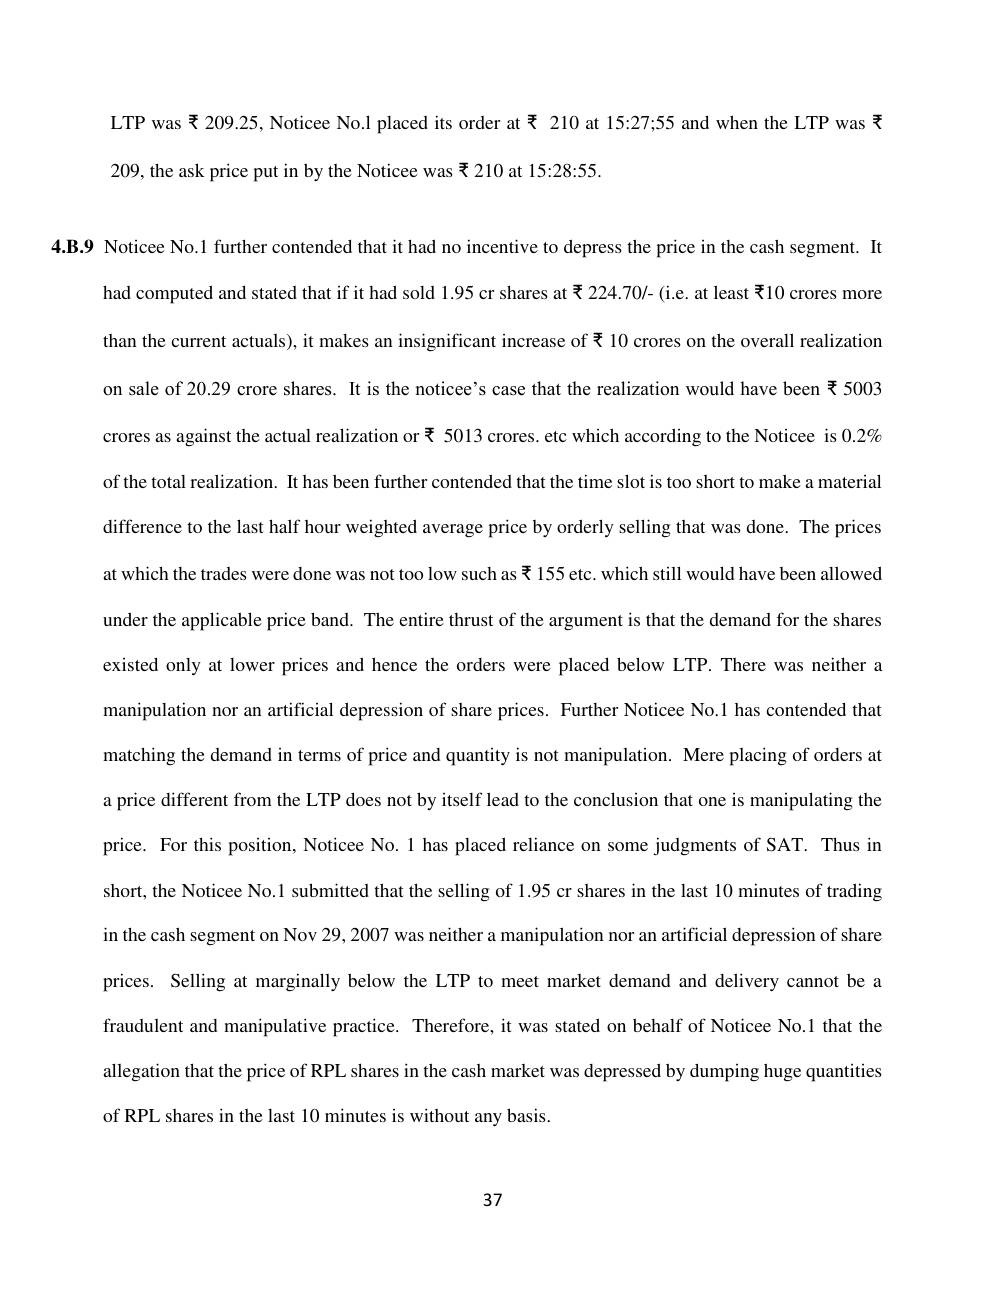 LTP was ₹ 209.25, Noticee No.l placed its order at ₹ 210 at 15:27;55 and when the LTP was ₹
209, the ask price put in by the Noticee was ₹ 210 at 15:28:55.
4.B.9 Noticee No.1 further contended that it had no incentive to depress the price in the cash segment. It
had computed and stated that if it had sold 1.95 cr shares at ₹ 224.70/- (i.e. at least ₹10 crores more
than the current actuals), it makes an insignificant increase of ₹ 10 crores on the overall realization
on sale of 20.29 crore shares. It is the noticee’s case that the realization would have been ₹ 5003
crores as against the actual realization or ₹ 5013 crores. etc which according to the Noticee is 0.2%
of the total realization. It has been further contended that the time slot is too short to make a material
difference to the last half hour weighted average price by orderly selling that was done. The prices
at which the trades were done was not too low such as ₹ 155 etc. which still would have been allowed
under the applicable price band. The entire thrust of the argument is that the demand for the shares
existed only at lower prices and hence the orders were placed below LTP. There was neither a
manipulation nor an artificial depression of share prices. Further Noticee No.1 has contended that
matching the demand in terms of price and quantity is not manipulation. Mere placing of orders at
a price different from the LTP does not by itself lead to the conclusion that one is manipulating the
price. For this position, Noticee No. 1 has placed reliance on some judgments of SAT. Thus in
short, the Noticee No.1 submitted that the selling of 1.95 cr shares in the last 10 minutes of trading
in the cash segment on Nov 29, 2007 was neither a manipulation nor an artificial depression of share
prices. Selling at marginally below the LTP to meet market demand and delivery cannot be a
fraudulent and manipulative practice. Therefore, it was stated on behalf of Noticee No.1 that the
allegation that the price of RPL shares in the cash market was depressed by dumping huge quantities
of RPL shares in the last 10 minutes is without any basis.
37